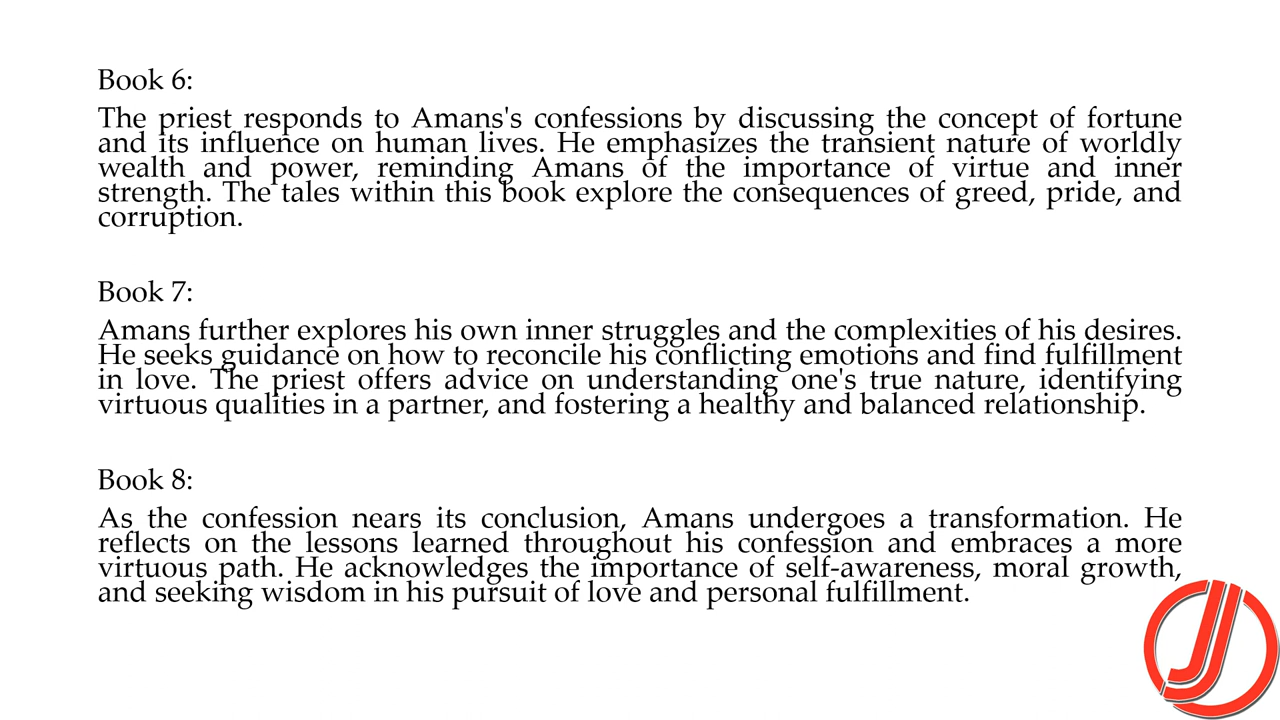 Book 6:
The priest responds to Amans's confessions by discussing the concept of fortune
and its influence on human lives. He emphasizes the transient nature of worldly
wealth and power, reminding Amans of the importance of virtue and inner
strength. The tales within this book explore the consequences of greed, pride, and
corruption.
Book 7:
Amans further explores his own inner struggles and the complexities of his desires.
He seeks guidance on how to reconcile his conflicting emotions and find fulfillment
in love. The priest offers advice on understanding one's true nature, identifying
virtuous qualities in a partner, and fostering a healthy and balanced relationship.
Book 8:
As the confession nears its conclusion, Amans undergoes a transformation. He
reflects on the lessons learned throughout his confession and embraces a more
virtuous path. He acknowledges the importance of self-awareness, moral growth,
and seeking wisdom in his pursuit of love and personal fulfillment.